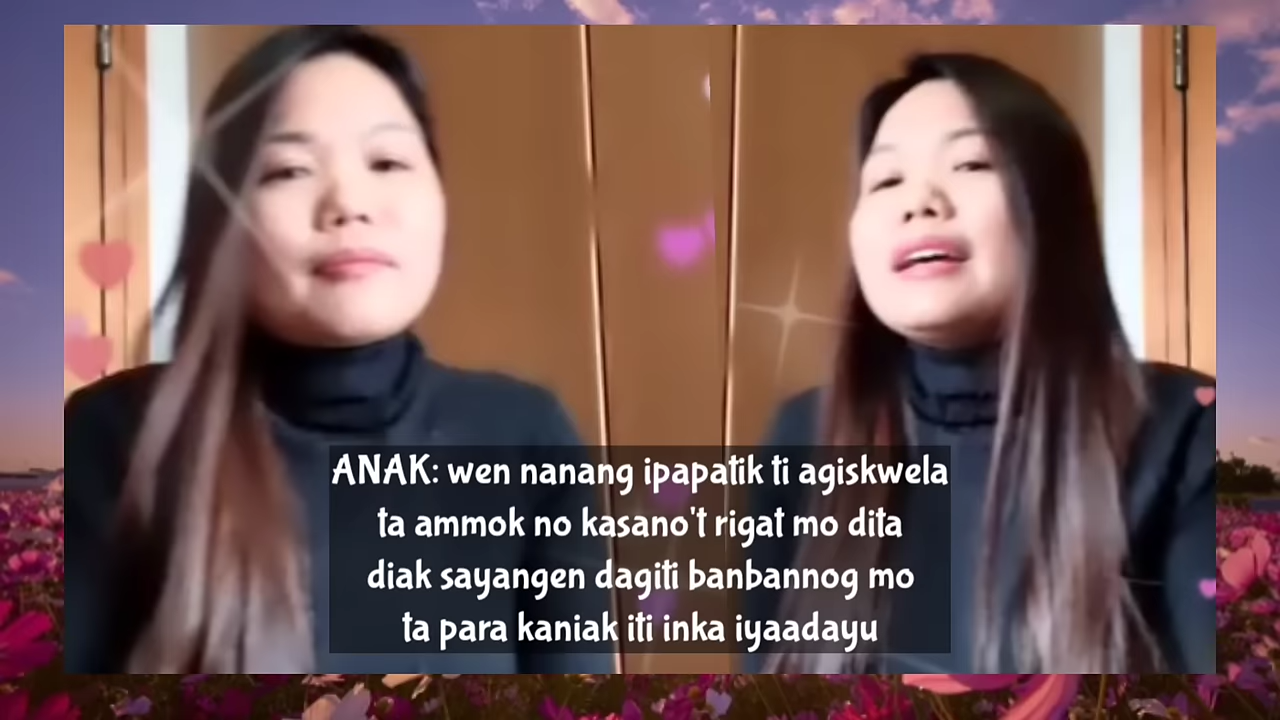 ANAK: wen nanang ipapatik ti agiskwela
ta ammok no kasano't rigat mo dita
diak sayangen dagiti banbannog mo
ta para kaniak iti inka iyaadayu